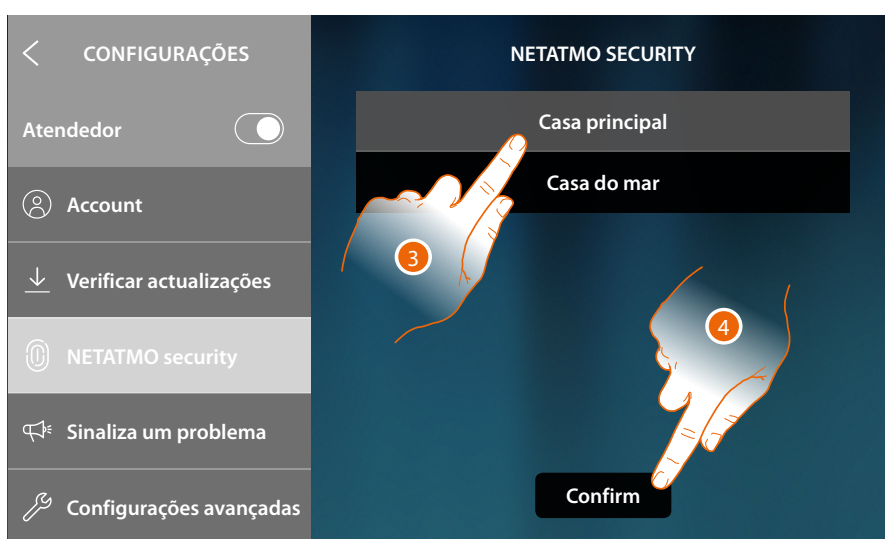 CONFIGURAÇÕES
Atendedor
Account
Verificar actualizações
NETATMO security
Sinaliza um problema
Configurações avançadas
NETATMO SECURITY
Casa principal
Casa do mar
3
4
Confirm